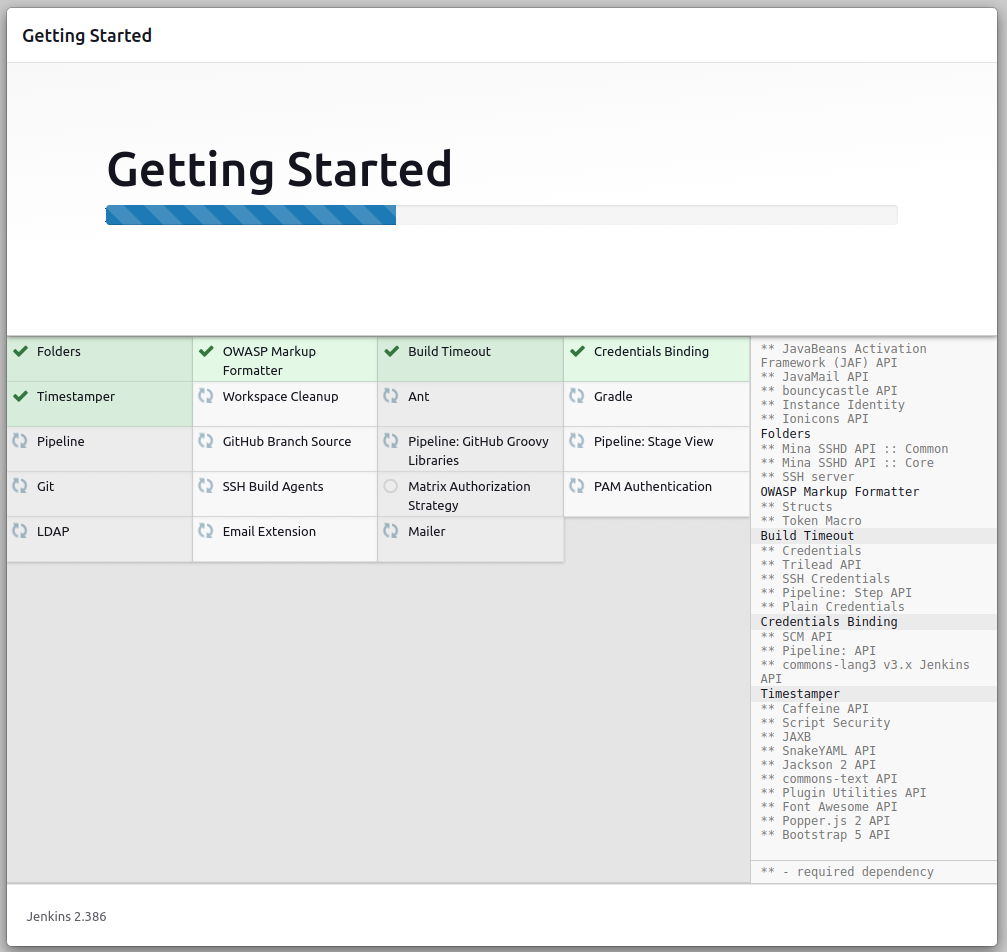 Getting Started
Getting Started
Folders
OWASP Markup
Formatter
Build Timeout
Credentials Binding
Timestamper
Workspace Cleanup
Ant
Gradle
Pipeline
GitHub Branch Source
Pipeline: GitHub Groovy
Libraries
Pipeline: Stage View
Git
SSH Build Agents
Matrix Authorization
Strategy
PAM Authentication
LDAP
Email Extension
Mailer
** JavaBeans Activation
Framework (JAF) API
** JavaMail API
** bouncycastle API
** Instance Identity
** Ionicons API
Folders
** Mina SSHD API :: Common
** Mina SSHD API :: Core
** SSH server
OWASP Markup Formatter
** Structs
** Token Macro
Build Timeout
** Credentials
** Trilead API
** SSH Credentials
** Pipeline: Step API
** Plain Credentials
Credentials Binding
** SCM API
** Pipeline: API
** commons-lang3 v3.x Jenkins
API
Timestamper
** Caffeine API
** Script Security
** JAXB
** SnakeYAML API
** Jackson 2 API
** commons-text API
** Plugin Utilities API
** Font Awesome API
** Popper.js 2 API
** Bootstrap 5 API
** - required dependency
Jenkins 2.386